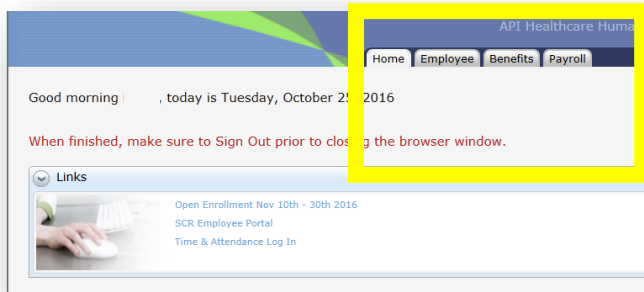 API Healthcare Huma
Home Employee Benefits Payroll
Good morning , today is Tuesday, October 25 2016
When finished, make sure to Sign Out prior to clos g the browser window.
Links
Open Enrollment Nov 10th - 30th 2016
SCR Employee Portal
Time & Attendance Log In